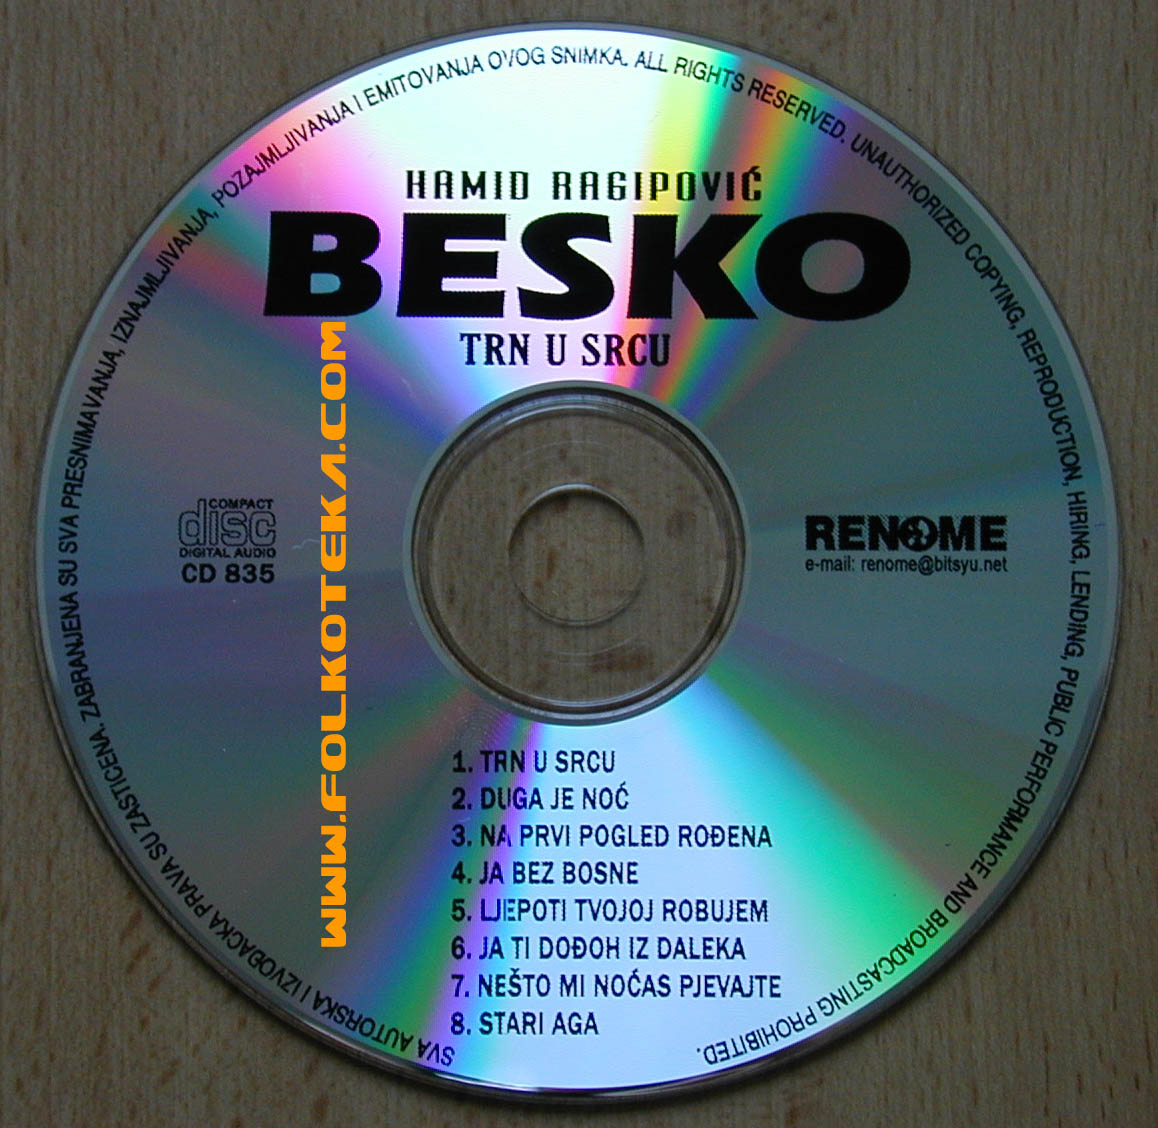 SVA AUTORSKA I IZVOĐACKA PRAVA SU ZASTICENA. ZABRANJENA SU SVA PRESNIMAVANJA, IZNAJMLJIVANJA, POZAJMLJIVANJA I EMITOVANJA OVOG SNIMKA. ALL RIGHTS RESERVED. UNAUTHORIZED COPYING, REPRODUCTION, HIRING, LENDING, PUBLIC PERFORMANCE AND BROADCASTING PROHIBITED.
HAMID RAGIPOVIĆ
BESKO
TRN U SRCU
COMPACT
disc
DIGITAL AUDIO
CD 835
WWW.FOLKOTEKA.COM
RENOME
e-mail: renome@bitsyu.net
1. TRN U SRCU
2. DUGA JE NOĆ
3. NA PRVI POGLED ROĐENA
4. JA BEZ BOSNE
5. LJEPOTI TVOJOJ ROBUJEM
6. JA TI DOĐOH IZ DALEKA
7. NEŠTO MI NOĆAS PJEVAJTE
8. STARI AGA